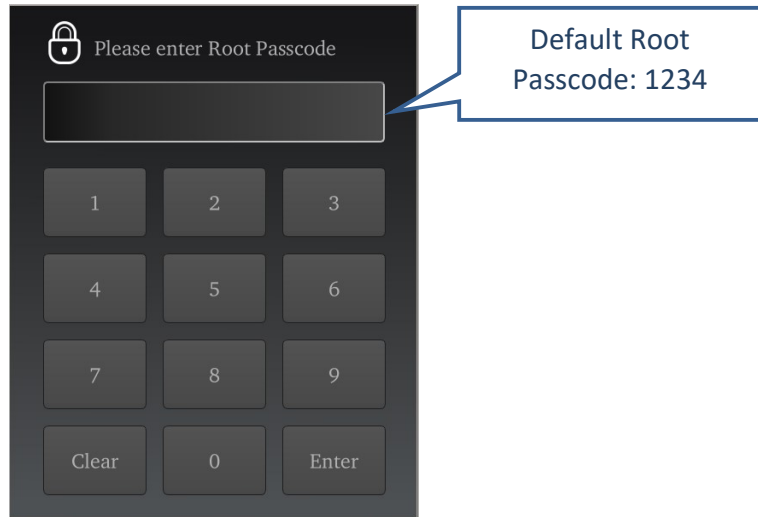 Please enter Root Passcode
Default Root
Passcode: 1234
1 2 3
4 5 6
7 8 9
Clear 0 Enter